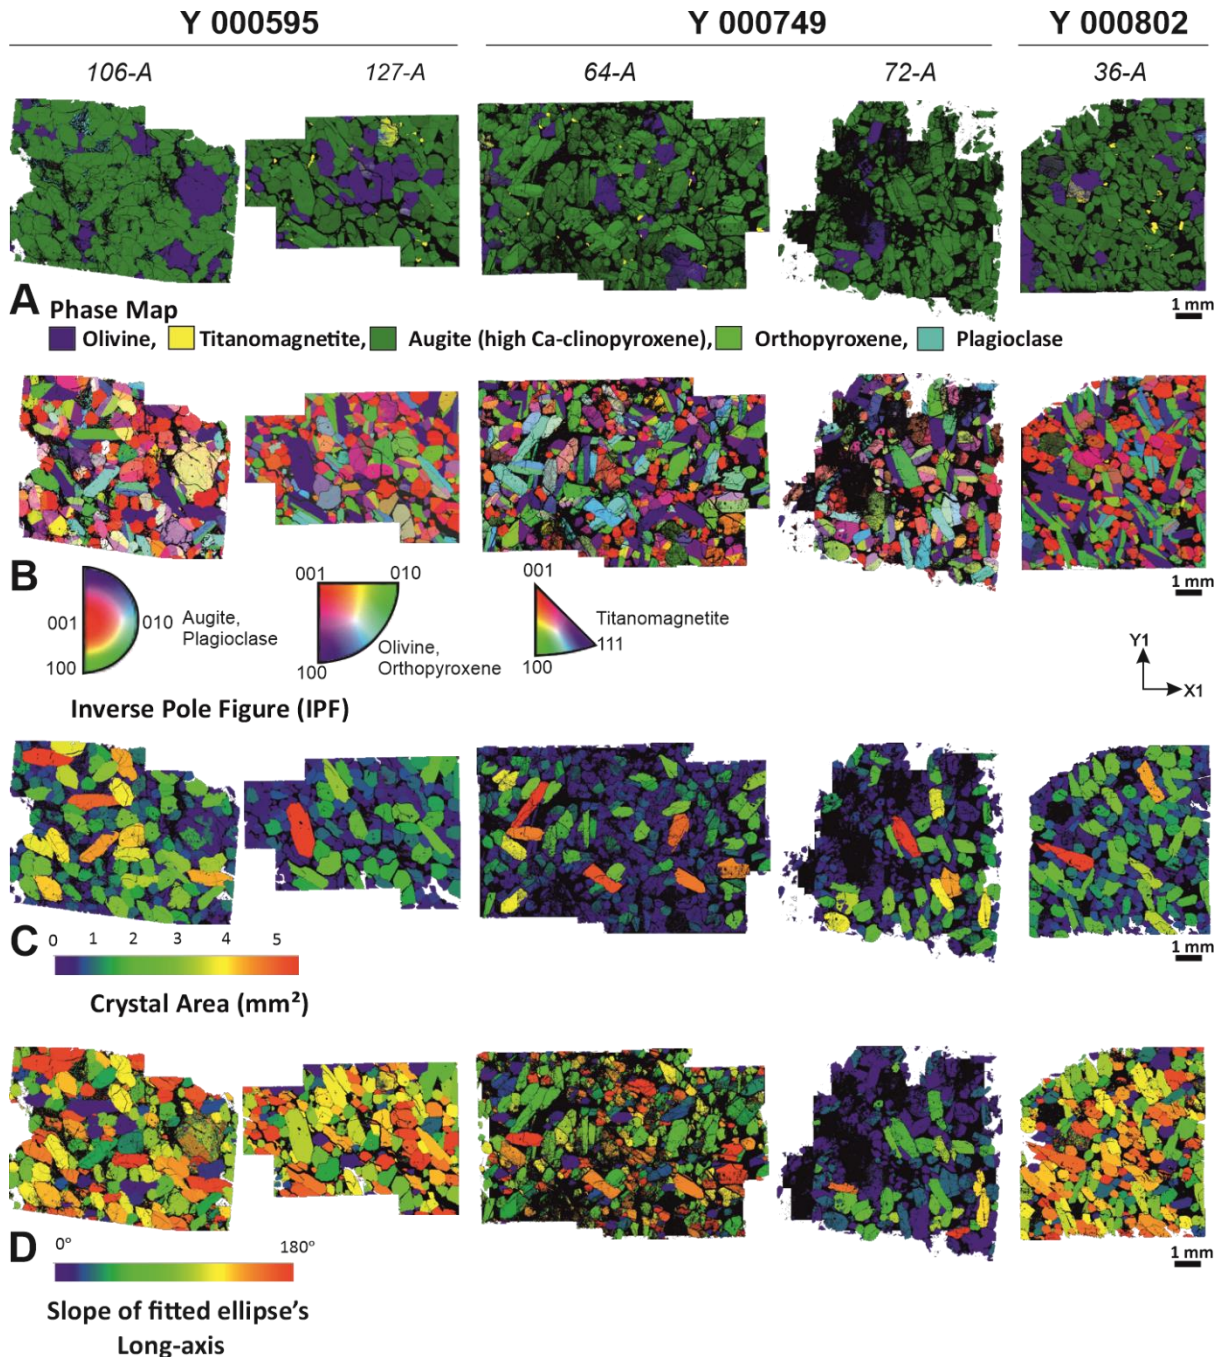 Y 000595 Y 000749 Y 000802
106-A 127-A 64-A 72-A 36-A
A Phase Map
1 mm
Olivine, Titanomagnetite, Augite (high Ca-clinopyroxene), Orthopyroxene, Plagioclase
B
1 mm
001 010 001
001 010 Augite, Plagioclase
Titanomagnetite
111
100 Olivine, Orthopyroxene
100 100
Y1
X1
Inverse Pole Figure (IPF)
C
0 1 2 3 4 5
1 mm
Crystal Area (mm²)
D
0° 180°
1 mm
Slope of fitted ellipse's
Long-axis